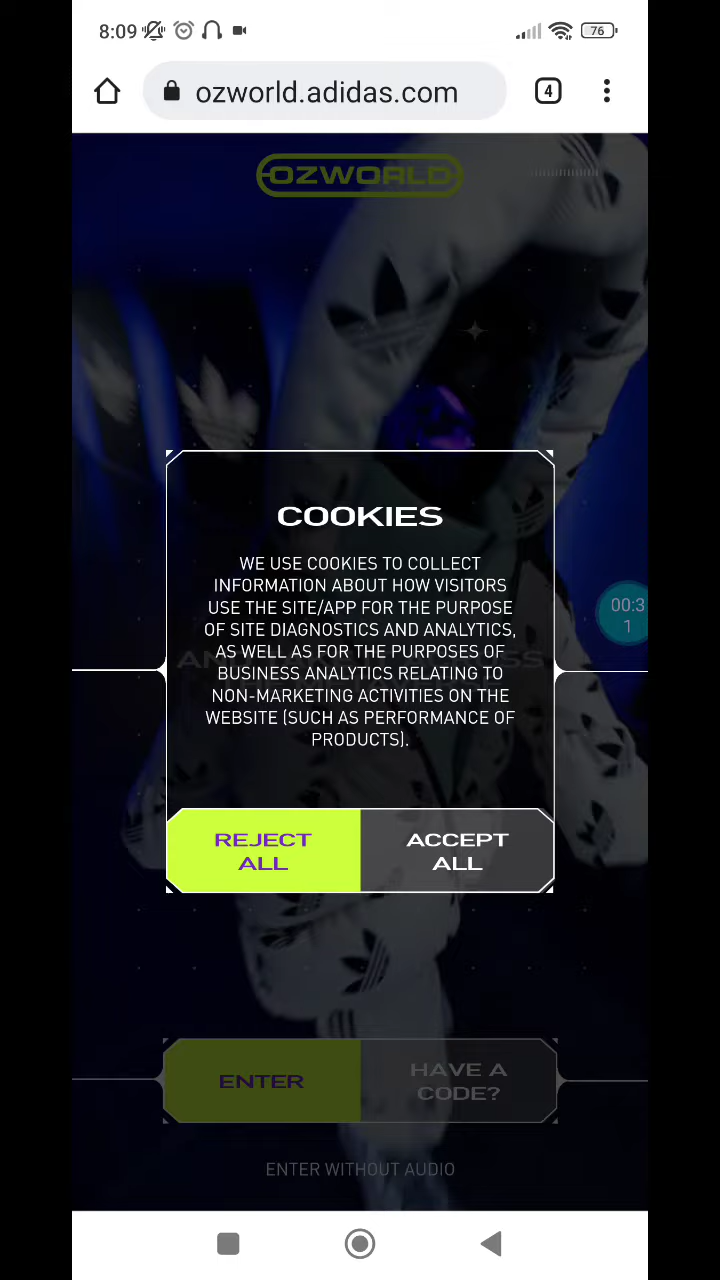 8:09
76
ozworld.adidas.com
4
OZWORLD
COOKIES
WE USE COOKIES TO COLLECT
INFORMATION ABOUT HOW VISITORS
USE THE SITE/APP FOR THE PURPOSE
OF SITE DIAGNOSTICS AND ANALYTICS,
AS WELL AS FOR THE PURPOSES OF
BUSINESS ANALYTICS RELATING TO
NON-MARKETING ACTIVITIES ON THE
WEBSITE (SUCH AS PERFORMANCE OF
PRODUCTS).
00:3
1
REJECT
ALL
ACCEPT
ALL
ENTER
HAVE A
CODE?
ENTER WITHOUT AUDIO